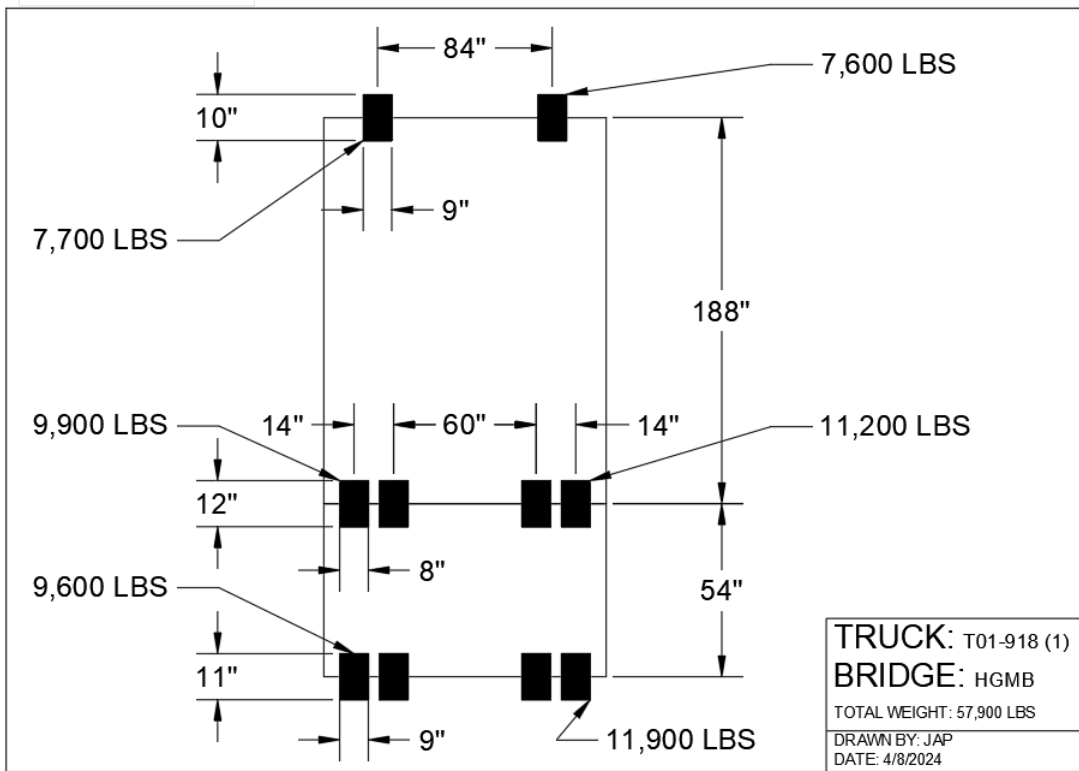 84"
7,600 LBS
10"
9"
7,700 LBS
188"
9,900 LBS
14"
60"
14"
11,200 LBS
12"
8"
9,600 LBS
54"
11"
9"
11,900 LBS
TRUCK: T01-918 (1)
BRIDGE: HGMB
TOTAL WEIGHT: 57,900 LBS
DRAWN BY: JAP
DATE: 4/8/2024